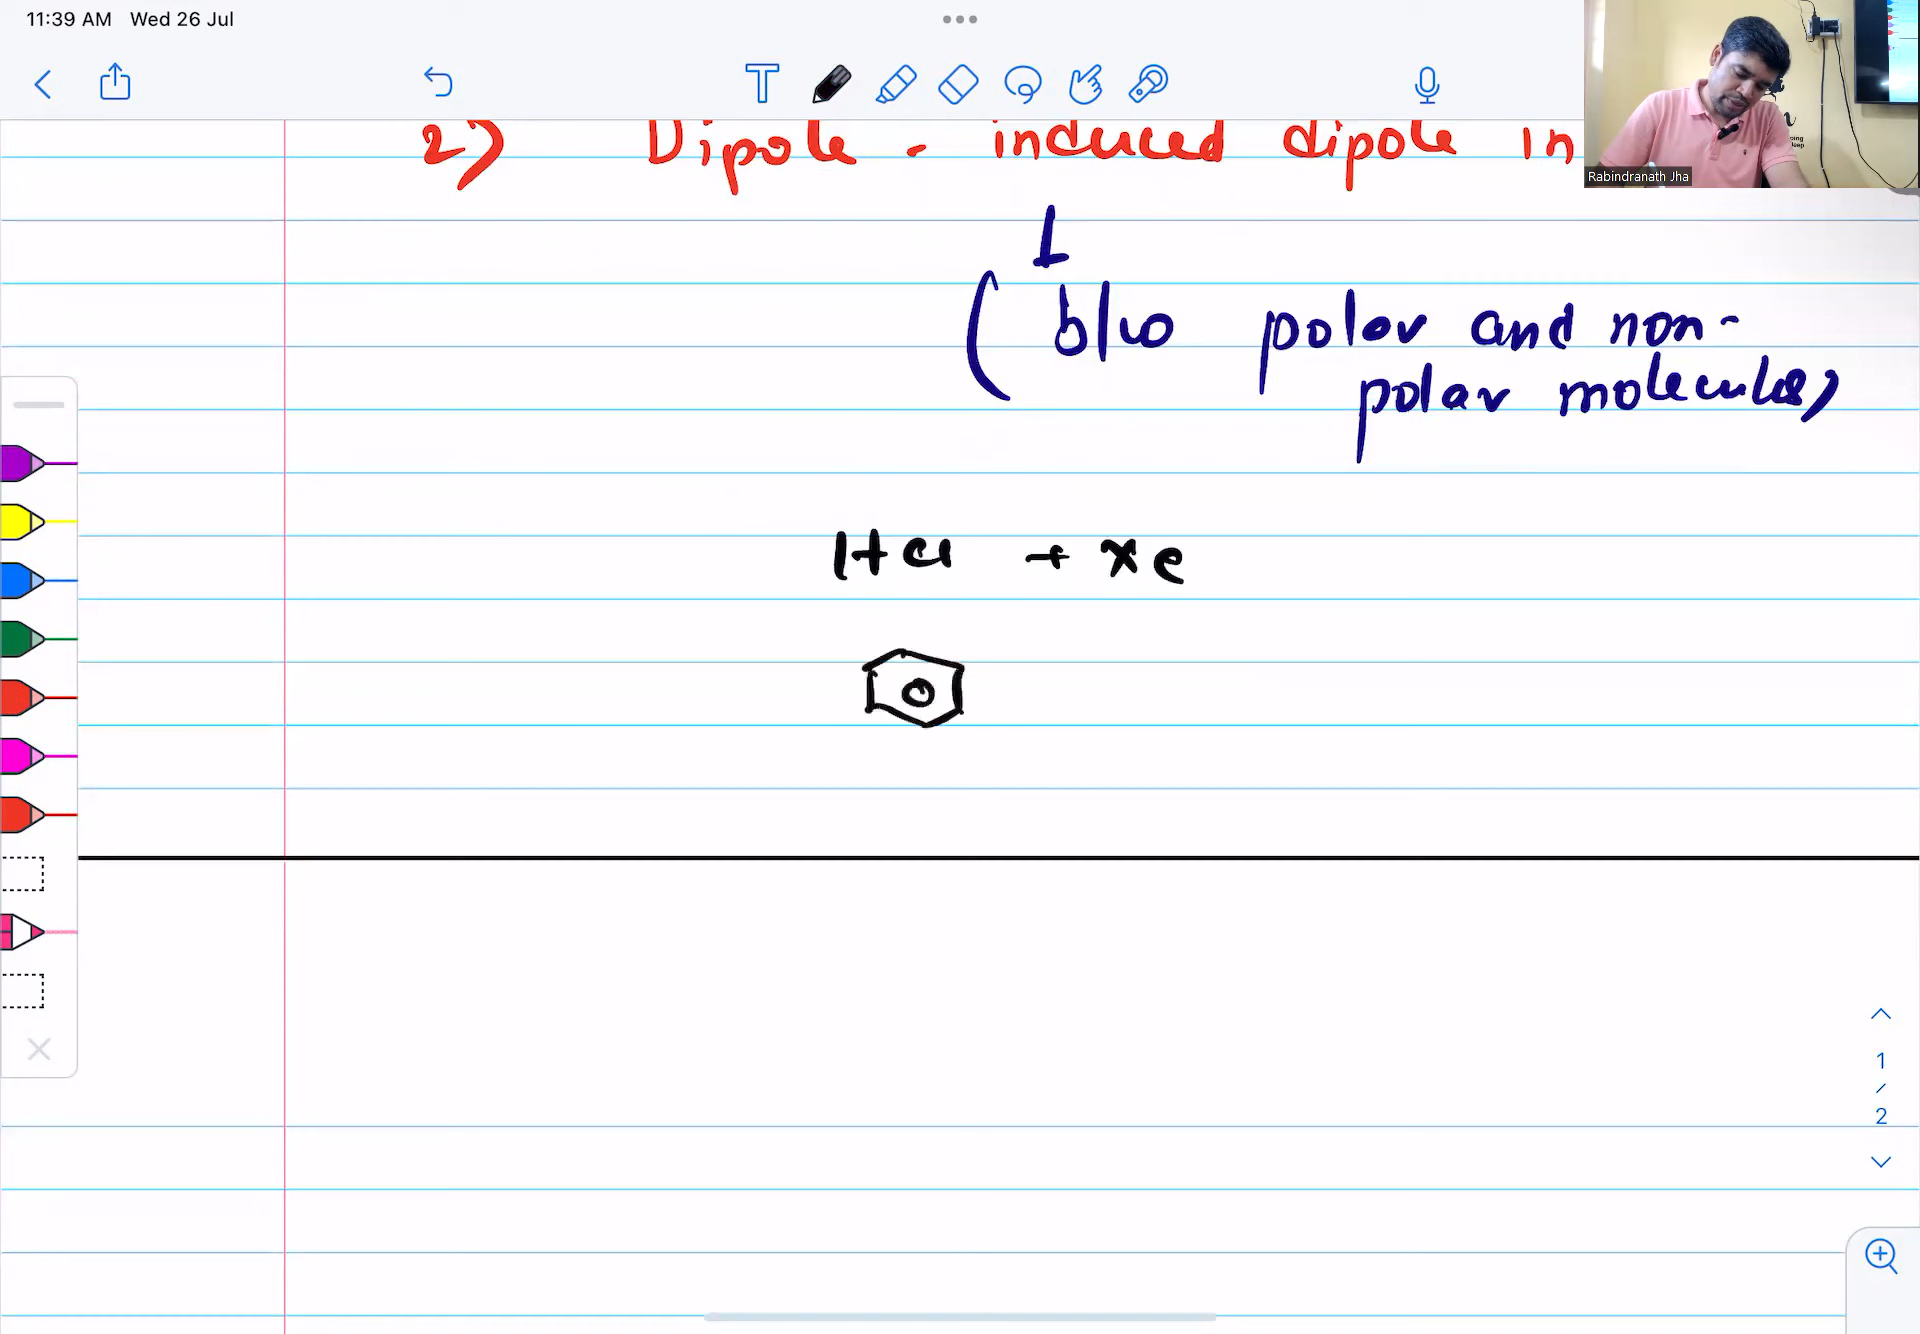 11:39 AM Wed 26 Jul
Rabindranath Jha
2) Dipole - induced dipole in
( b/w polar and non-
polar molecules)
HCl + Xe
1
/
2